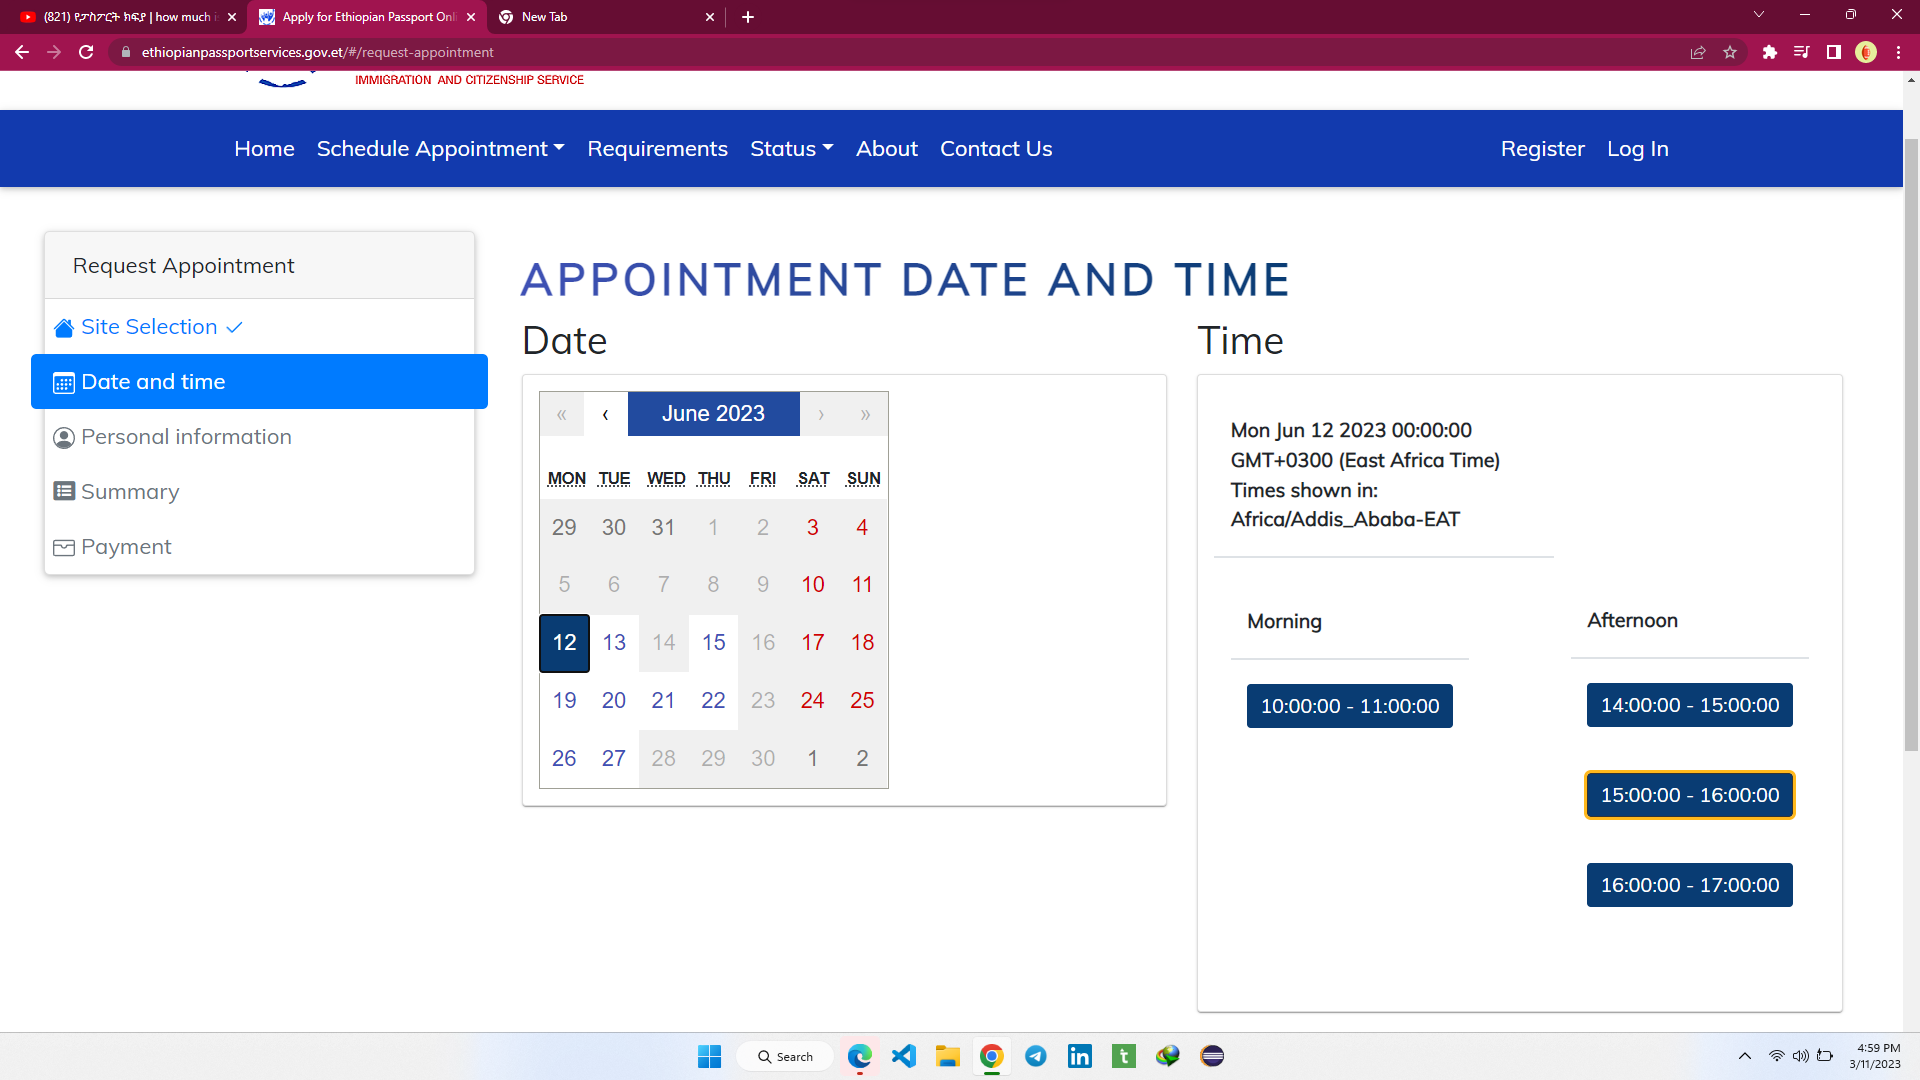 (821) የፓስፖርት ክፍያ | how much i
Apply for Ethiopian Passport Onli
New Tab
ethiopianpassportservices.gov.et/#/request-appointment
IMMIGRATION AND CITIZENSHIP SERVICE
Home Schedule Appointment Requirements Status About Contact Us Register Log In
Request Appointment
Site Selection
Date and time
Personal information
Summary
Payment
APPOINTMENT DATE AND TIME
Date
« ‹ June 2023 › »
MON TUE WED THU FRI SAT SUN
29 30 31 1 2 3 4
5 6 7 8 9 10 11
12 13 14 15 16 17 18
19 20 21 22 23 24 25
26 27 28 29 30 1 2
Time
Mon Jun 12 2023 00:00:00
GMT+0300 (East Africa Time)
Times shown in:
Africa/Addis_Ababa-EAT
Morning
10:00:00 - 11:00:00
Afternoon
14:00:00 - 15:00:00
15:00:00 - 16:00:00
16:00:00 - 17:00:00
Search
4:59 PM
3/11/2023